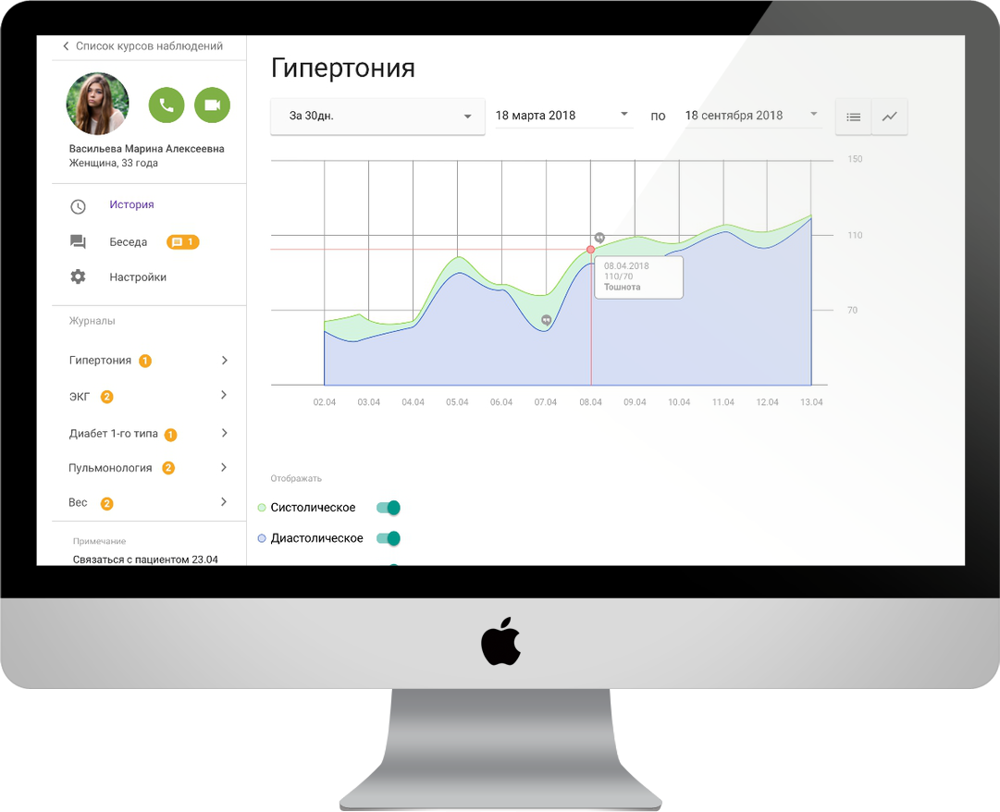 Список курсов наблюдений
Васильева Марина Алексеевна
Женщина, 33 года
История
Беседа 1
Настройки
Журналы
Гипертония 1
ЭКГ 2
Диабет 1-го типа 1
Пульмонология 2
Вес 2
Примечание
Связаться с пациентом 23.04
Гипертония
За 30дн. 18 марта 2018 по 18 сентября 2018
150
110
70
08.04.2018
110/70
Тошнота
02.04 03.04 04.04 05.04 06.04 07.04 08.04 09.04 10.04 11.04 12.04 13.04
Отображать
Систолическое
Диастолическое